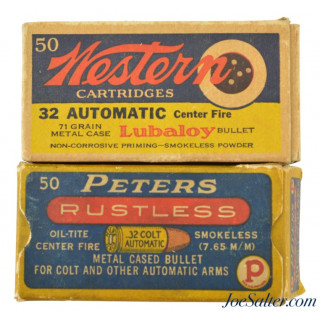 50
Western
CARTRIDGES
32 AUTOMATIC Center Fire
71 GRAIN
METAL CASE Lubaloy BULLET
NON-CORROSIVE PRIMING-SMOKELESS POWDER
50 PETERS
RUSTLESS
OIL-TITE .32 COLT SMOKELESS
CENTER FIRE AUTOMATIC (7.65 M/M)
METAL CASED BULLET
FOR COLT AND OTHER AUTOMATIC ARMS
P
JoeSalter.com